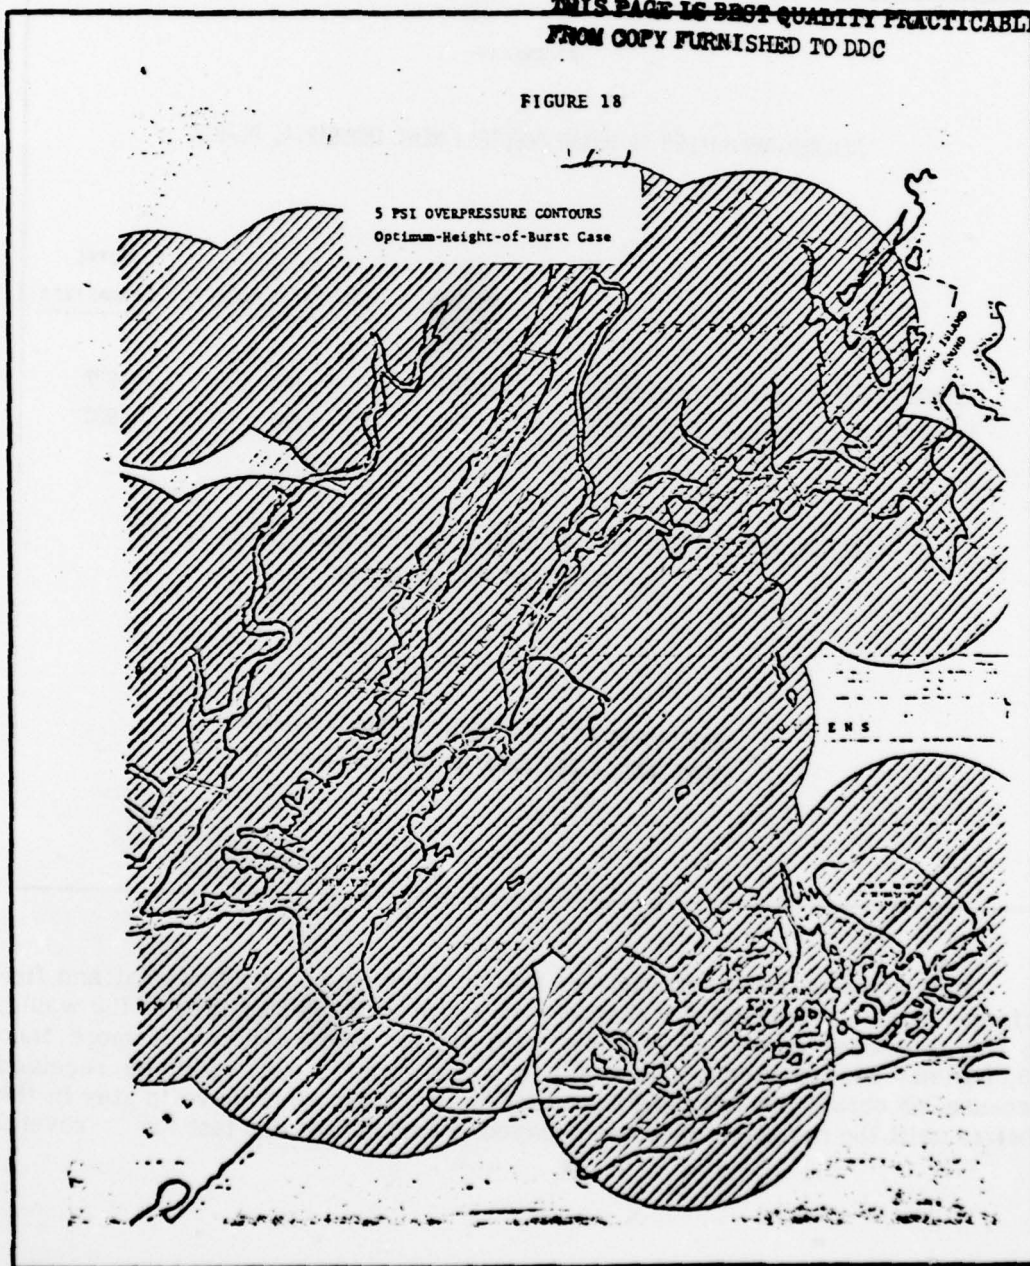 THIS PAGE IS BEST QUALITY PRACTICABLE
FROM COPY FURNISHED TO DDC
FIGURE 18
5 PSI OVERPRESSURE CONTOURS
Optimum-Height-of-Burst Case
LONG ISLAND
SOUND
ENS